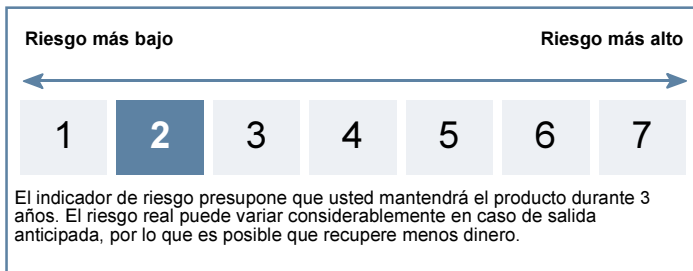 Riesgo más bajo Riesgo más alto
1 2 3 4 5 6 7
El indicador de riesgo presupone que usted mantendrá el producto durante 3
años. El riesgo real puede variar considerablemente en caso de salida
anticipada, por lo que es posible que recupere menos dinero.